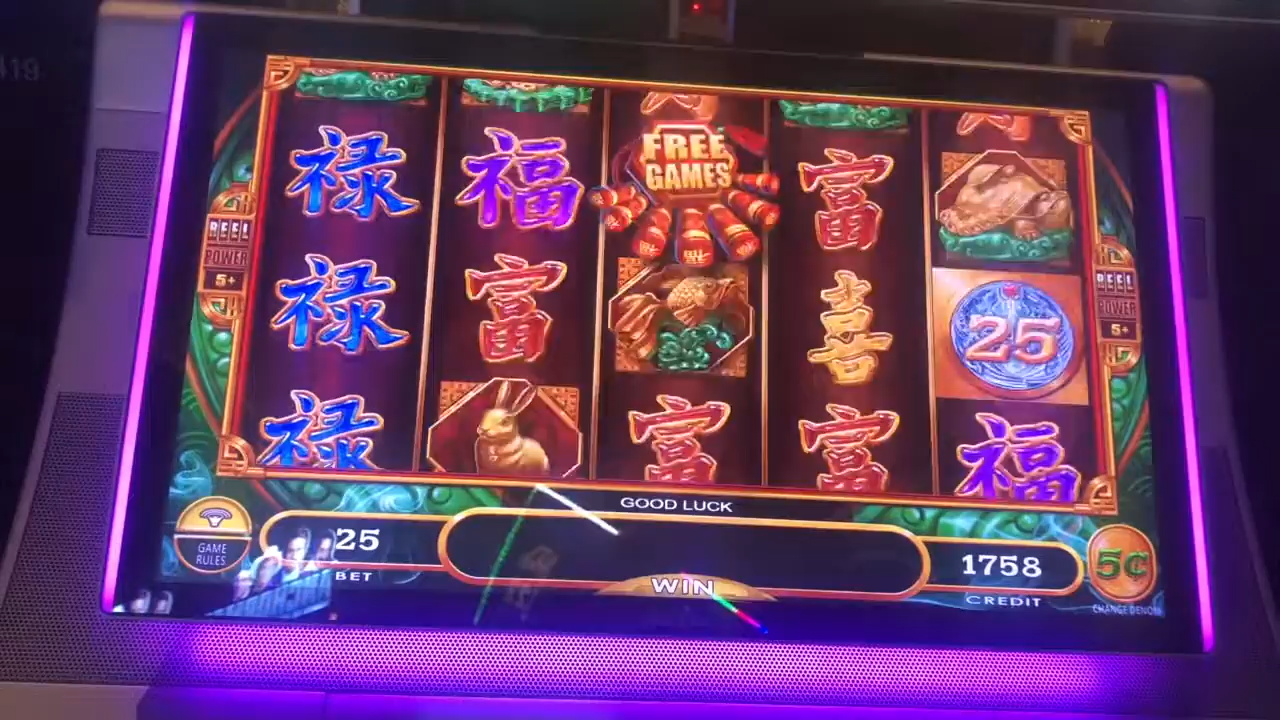 419
禄 福 FREE GAMES 富
REEL POWER 5+
禄 富 喜 25
REEL POWER 5+
禄 富 富 福
GOOD LUCK
GAME RULES
25
BET
WIN
1758
CREDIT
5¢
CHANGE DENOM